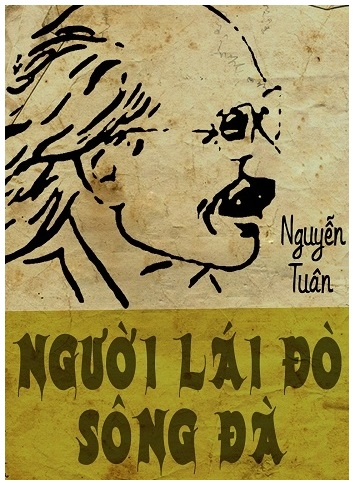 Nguyễn
Tuân
NGƯỜI LÁI ĐÒ
SÔNG ĐÀ